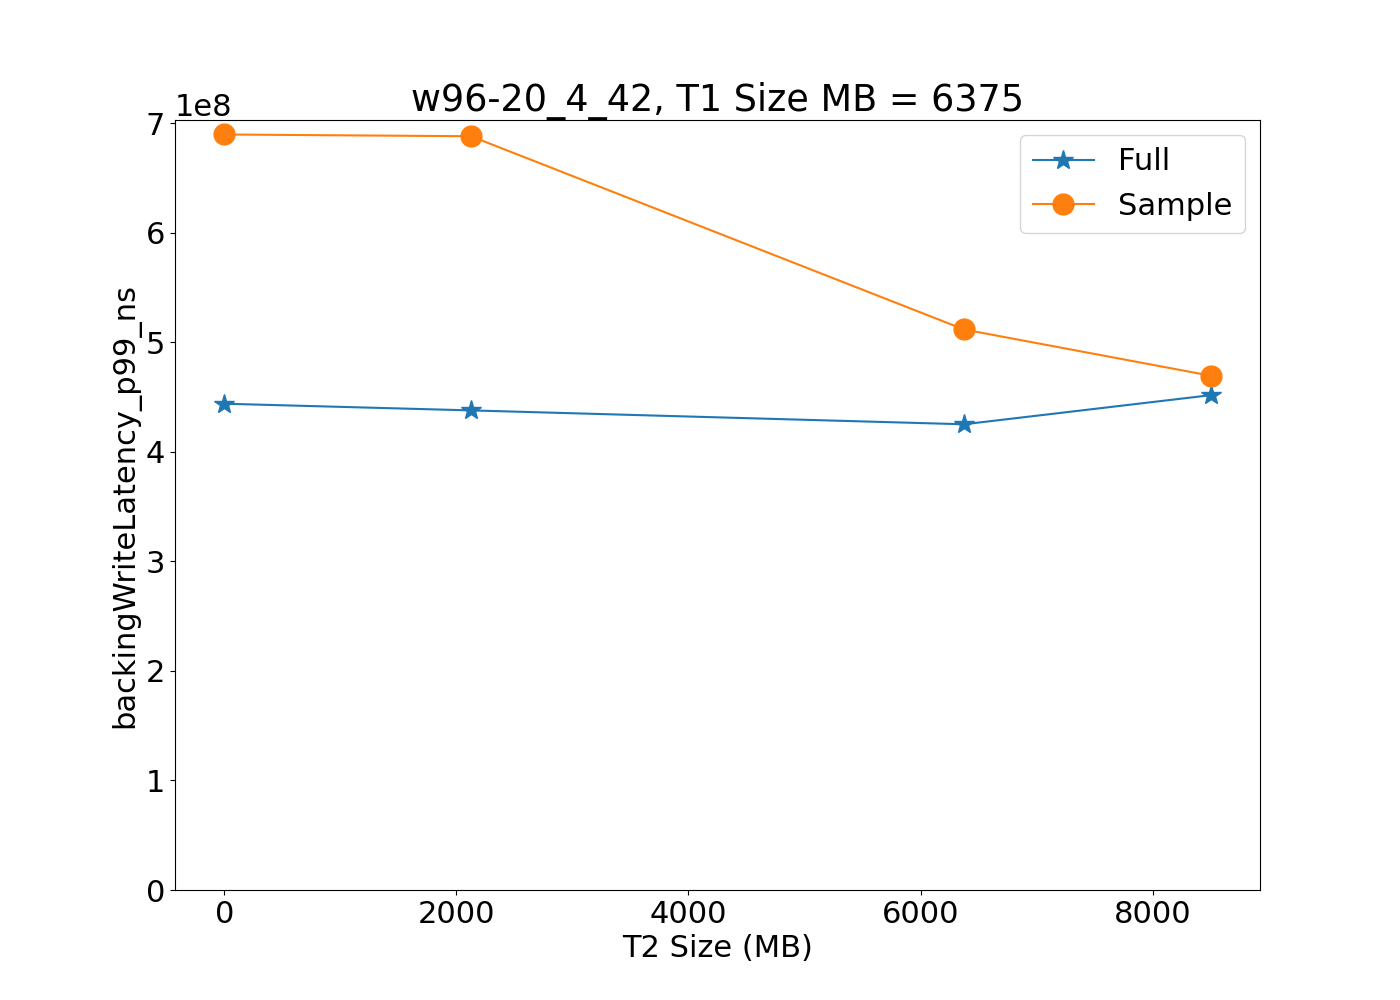 w96-20_4_42, T1 Size MB = 6375
1e8
7
6
5
4
3
2
1
0
backingWriteLatency_p99_ns
Full
Sample
0 2000 4000 6000 8000
T2 Size (MB)